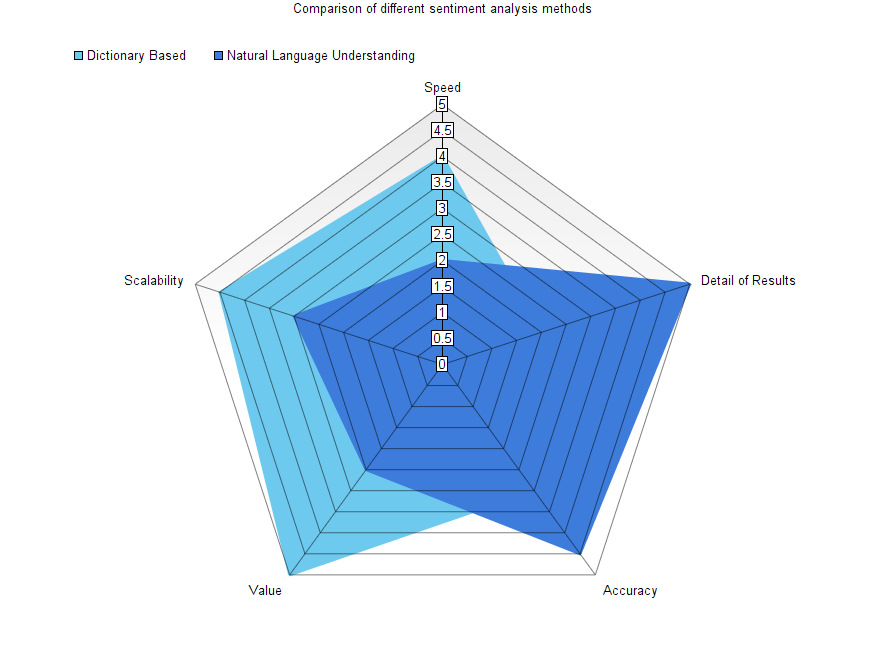 Comparison of different sentiment analysis methods
Dictionary Based
Natural Language Understanding
Speed
5
4.5
4
3.5
3
2.5
2
1.5
1
0.5
0
Scalability
Detail of Results
Value
Accuracy